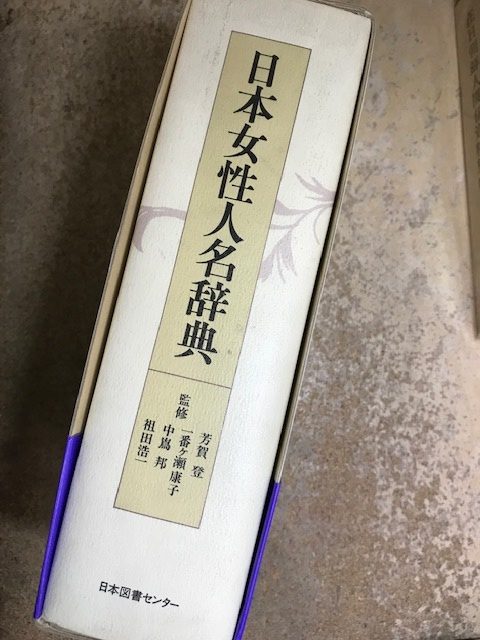 日本女性人名辞典
監修
芳賀 登
一番ヶ瀬康子
中嶌 邦
祖田浩一
日本図書センター